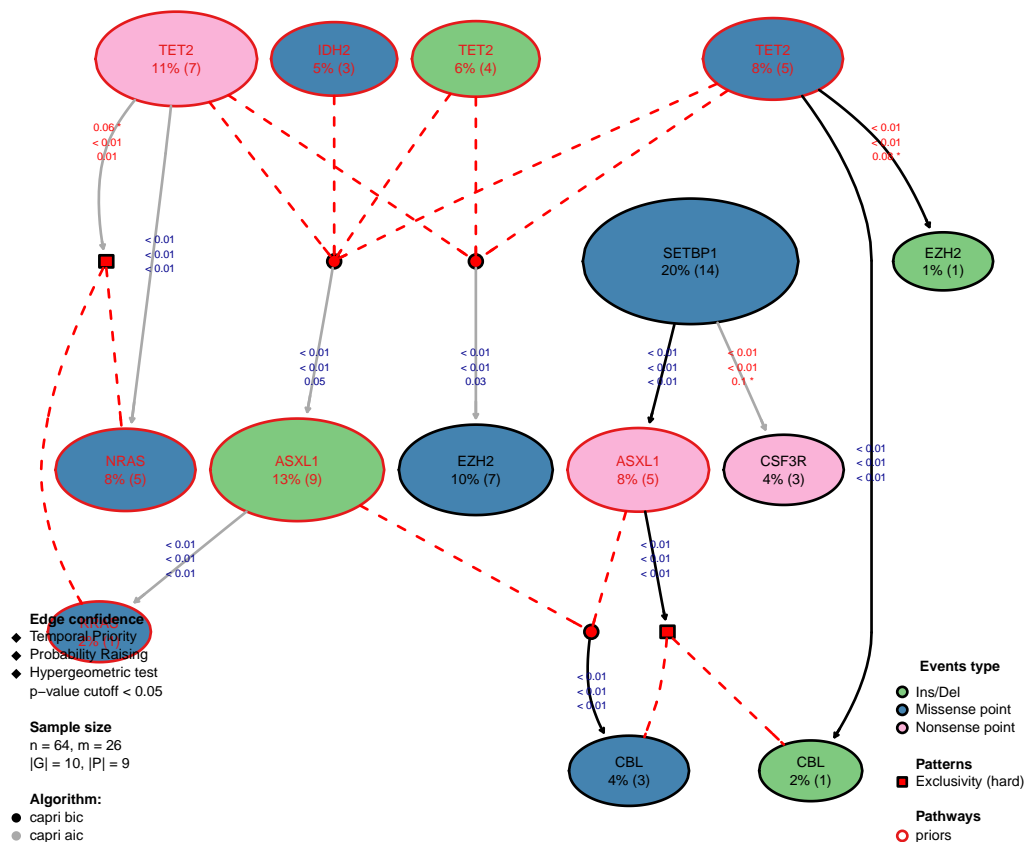 TET2
11% (7)
IDH2
5% (3)
TET2
6% (4)
TET2
8% (5)
0.06 *
< 0.01
0.01
< 0.01
< 0.01
0.08 *
< 0.01
< 0.01
< 0.01
SETBP1
20% (14)
EZH2
1% (1)
< 0.01
< 0.01
0.05
< 0.01
< 0.01
0.03
< 0.01
< 0.01
< 0.01
< 0.01
< 0.01
0.1 *
NRAS
8% (5)
ASXL1
13% (9)
EZH2
10% (7)
ASXL1
8% (5)
CSF3R
4% (3)
< 0.01
< 0.01
< 0.01
< 0.01
< 0.01
< 0.01
< 0.01
< 0.01
< 0.01
2% (1)
< 0.01
< 0.01
< 0.01
CBL
4% (3)
CBL
2% (1)
Edge confidence
Temporal Priority
Probability Raising
Hypergeometric test
p−value cutoff < 0.05
Sample size
n = 64, m = 26
|G| = 10, |P| = 9
Algorithm:
capri bic
capri aic
Events type
Ins/Del
Missense point
Nonsense point
Patterns
Exclusivity (hard)
Pathways
priors